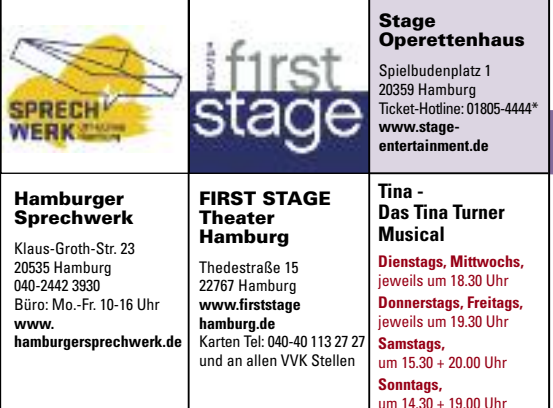 SPRECH
WERK
first
stage
Stage
Operettenhaus
Spielbudenplatz 1
20359 Hamburg
Ticket-Hotline: 01805-4444*
www.stage-
entertainment.de
Hamburger
Sprechwerk
Klaus-Groth-Str. 23
20535 Hamburg
040-2442 3930
Büro: Mo.-Fr. 10-16 Uhr
www.
hamburgersprechwerk.de
FIRST STAGE
Theater
Hamburg
Thedestraße 15
22767 Hamburg
www.firststage
hamburg.de
Karten Tel: 040-40 113 27 27
und an allen VVK Stellen
Tina -
Das Tina Turner
Musical
Dienstags, Mittwochs,
jeweils um 18.30 Uhr
Donnerstags, Freitags,
jeweils um 19.30 Uhr
Samstags,
um 15.30 + 20.00 Uhr
Sonntags,
um 14.30 + 19.00 Uhr